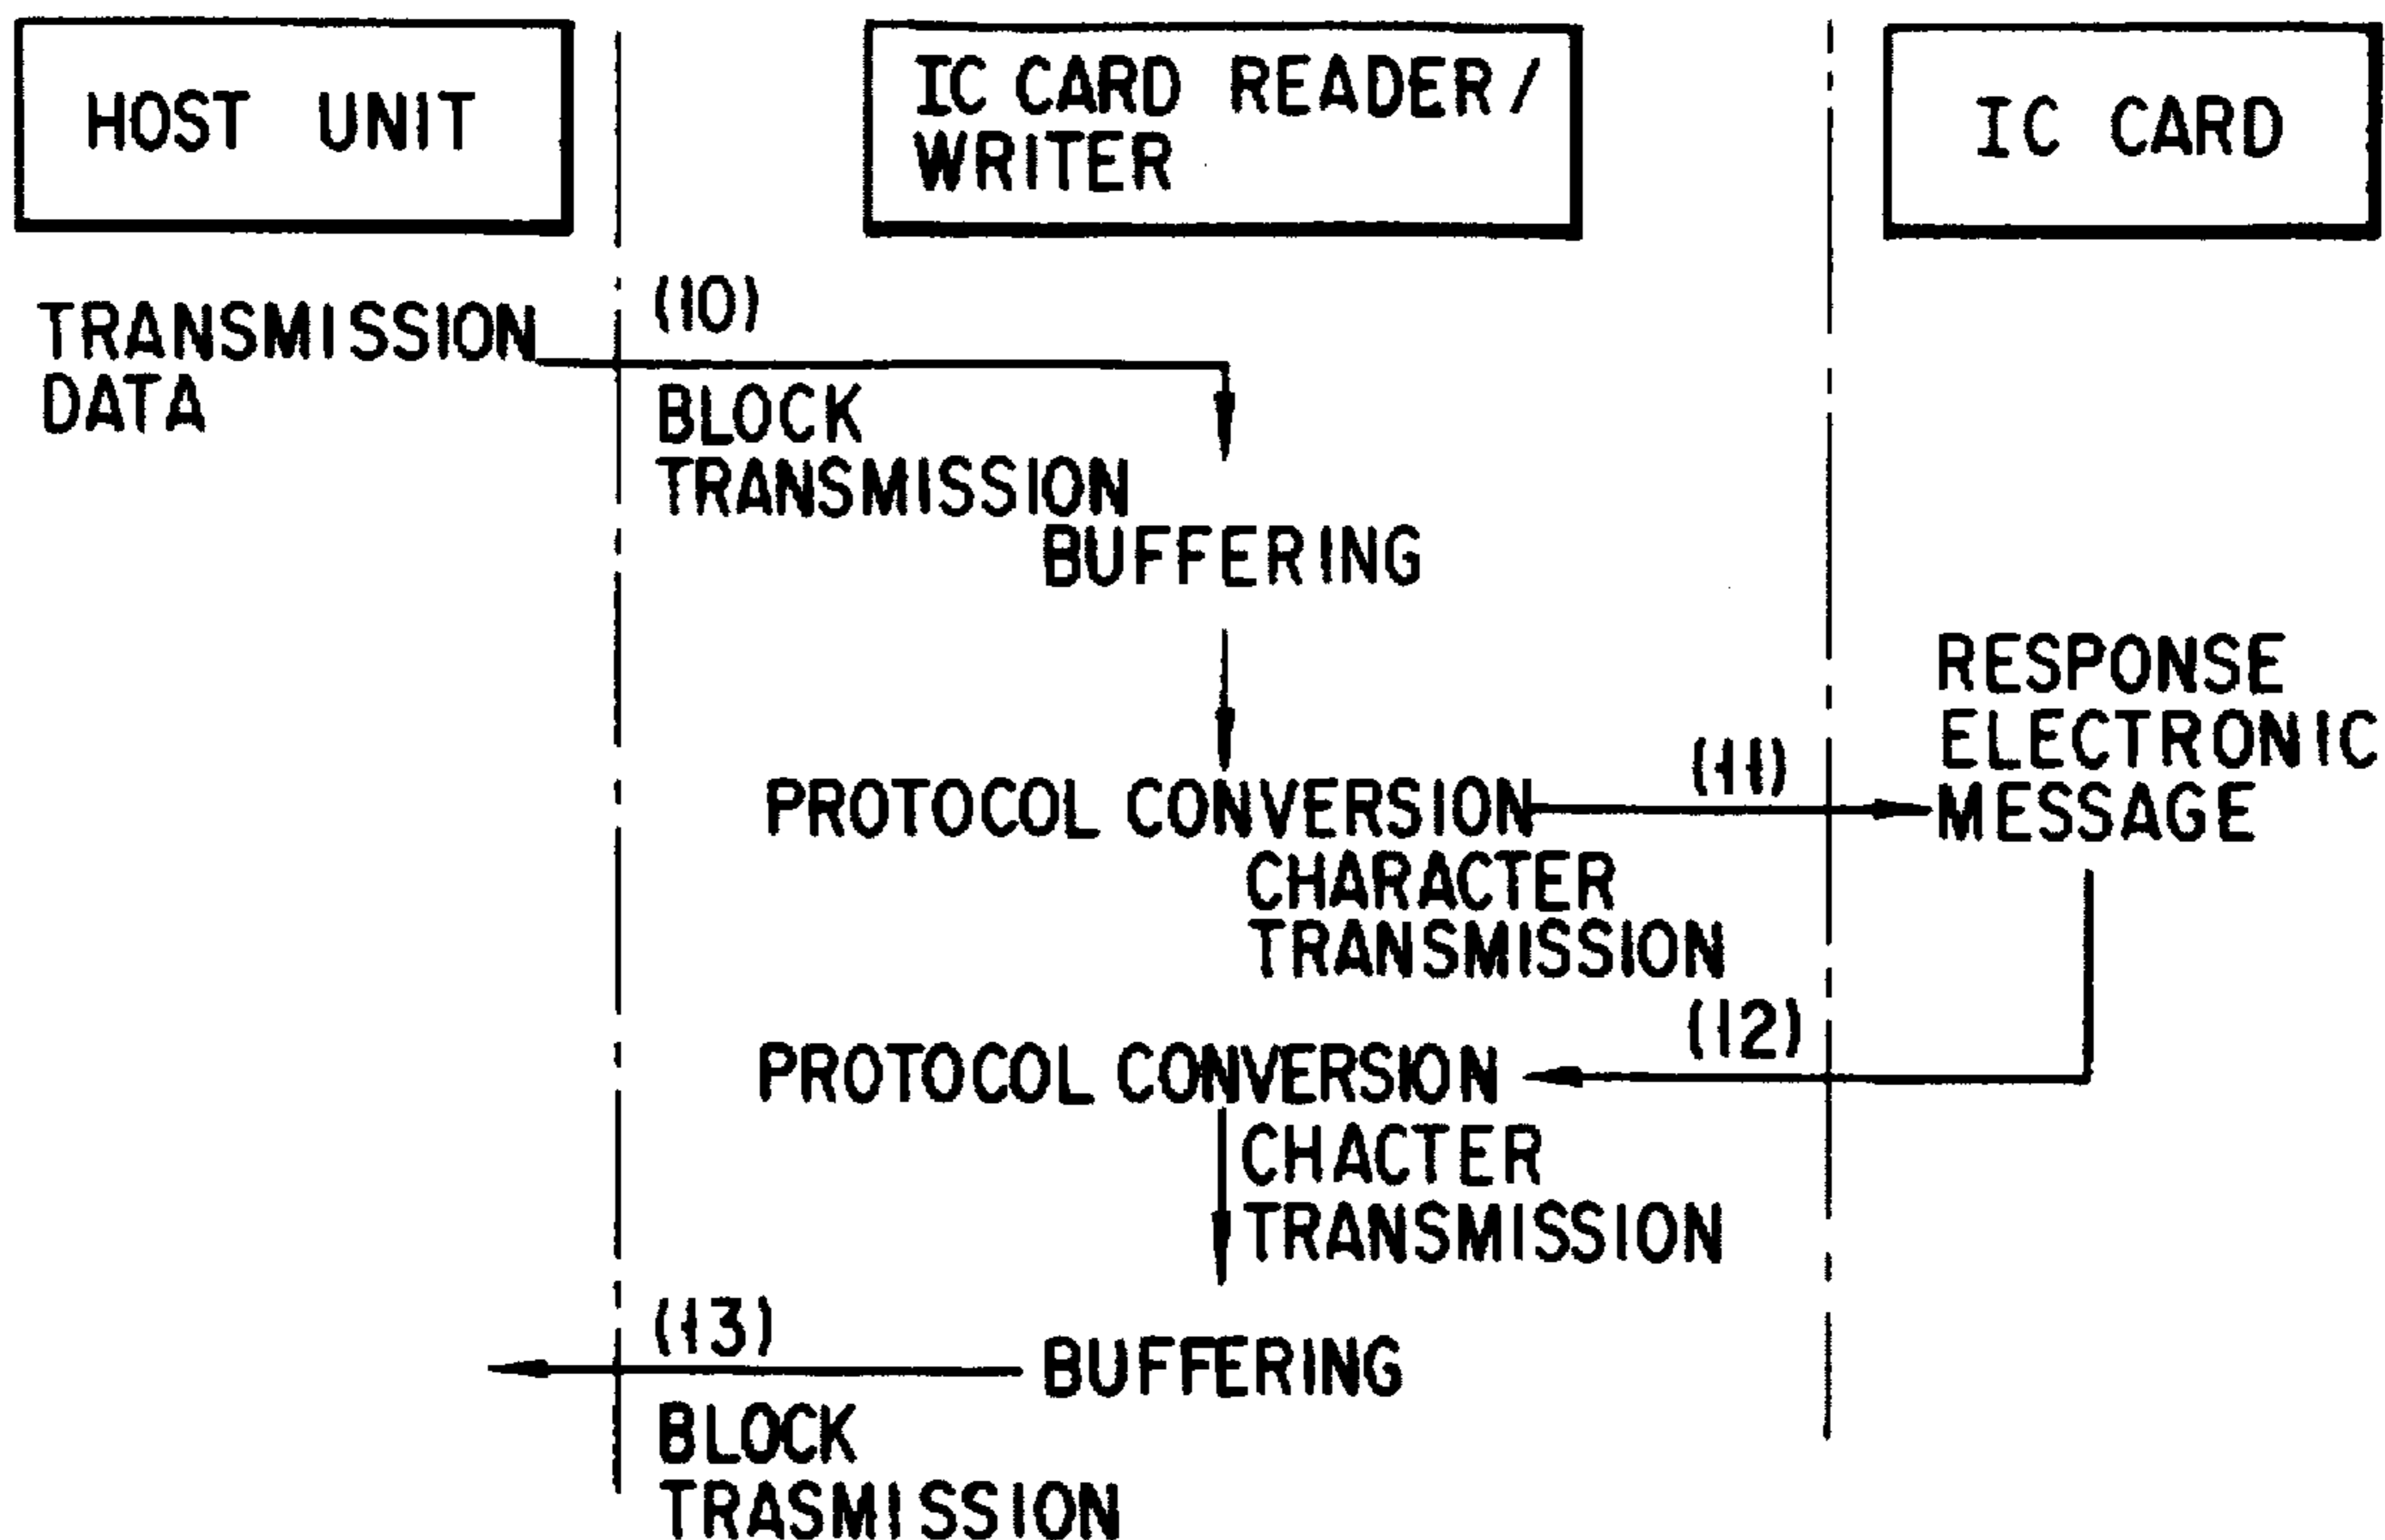 HOST UNIT
IC CARD READER/
WRITER
IC CARD
TRANSMISSION
DATA
(10)
BLOCK
TRANSMISSION
BUFFERING
PROTOCOL CONVERSION
(11)
CHARACTER
TRANSMISSION
RESPONSE
ELECTRONIC
MESSAGE
(12)
PROTOCOL CONVERSION
CHACTER
TRANSMISSION
(13)
BUFFERING
BLOCK
TRASMISSION